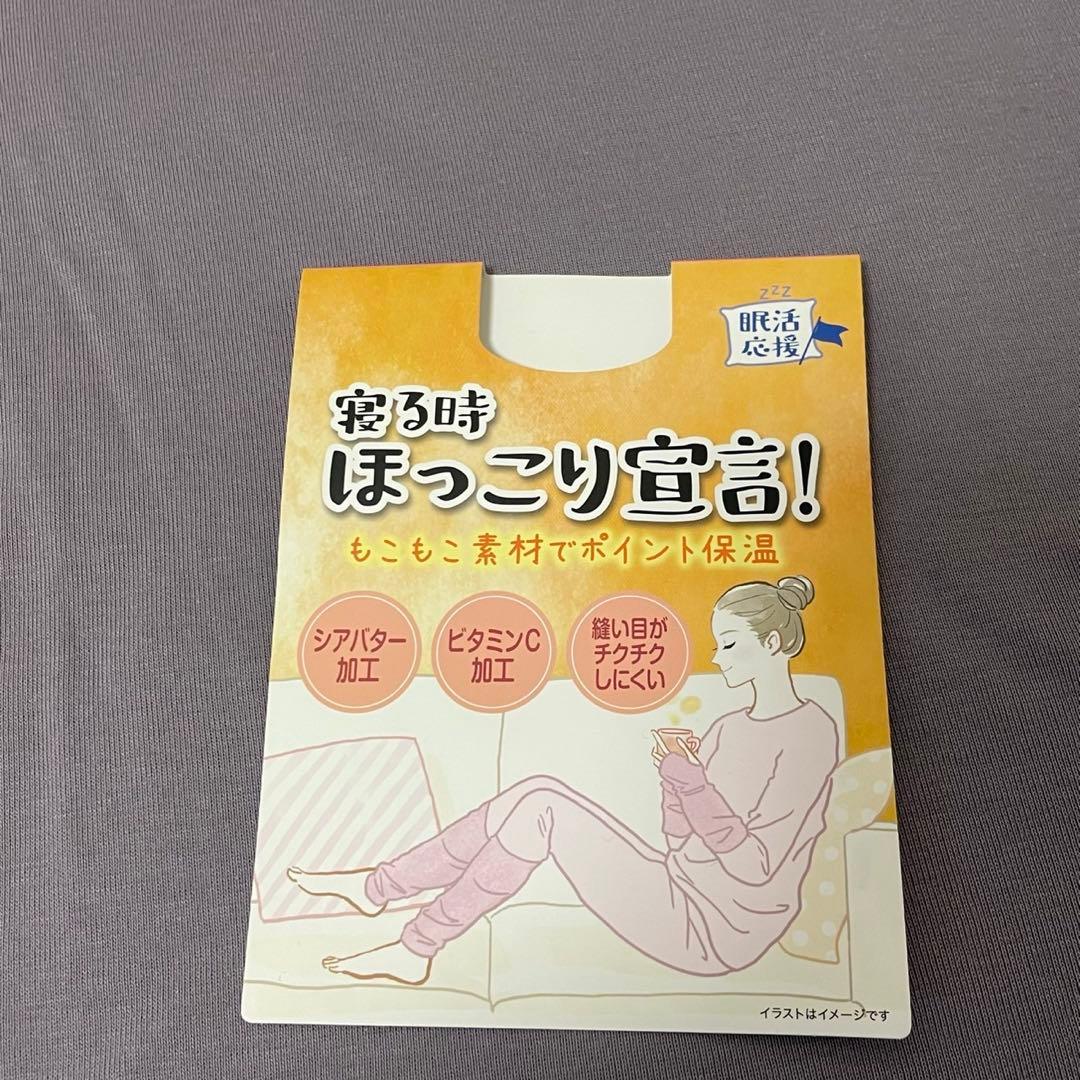 zzz
眠活
応援
寝る時
ほっこり宣言!
もこもこ素材でポイント保温
シアバター
加工
ビタミンC
加工
縫い目が
チクチク
しにくい
イラストはイメージです